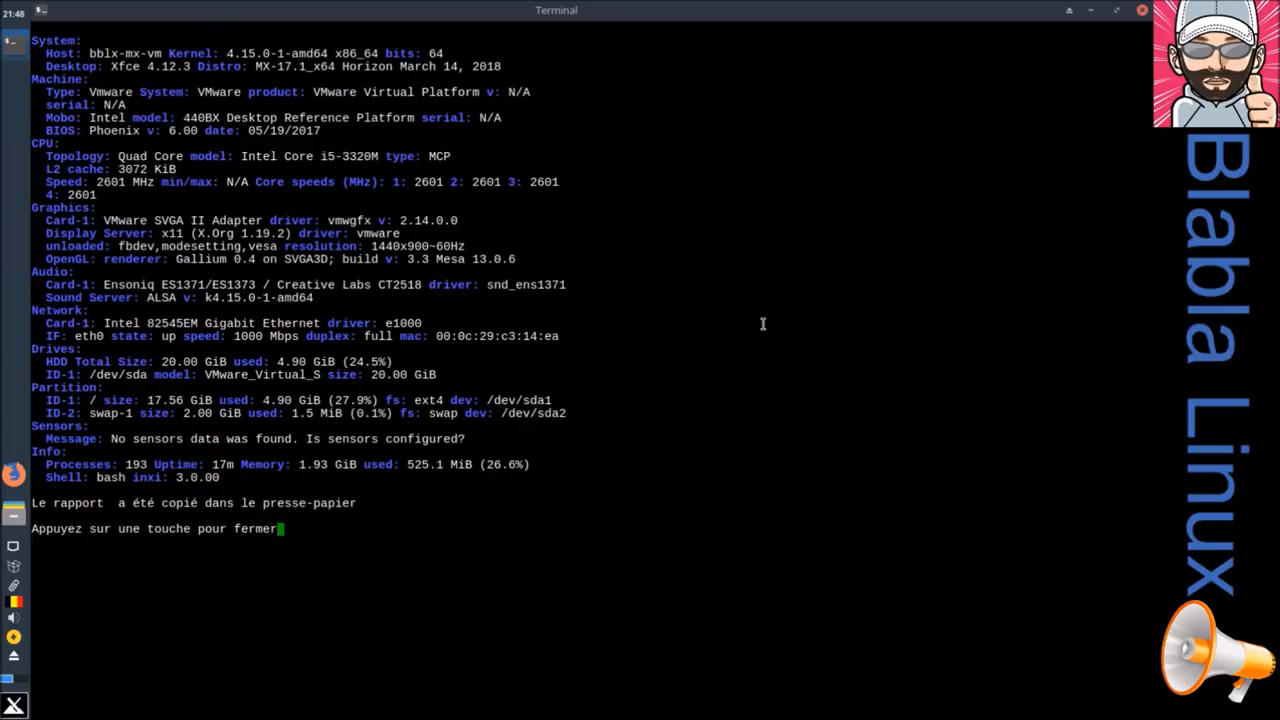 21:48
Terminal
System:
Host: bblx-mx-vm Kernel: 4.15.0-1-amd64 x86_64 bits: 64
Desktop: Xfce 4.12.3 Distro: MX-17.1_x64 Horizon March 14, 2018
Machine:
Type: Vmware System: VMware product: VMware Virtual Platform v: N/A
serial: N/A
Mobo: Intel model: 440BX Desktop Reference Platform serial: N/A
BIOS: Phoenix v: 6.00 date: 05/19/2017
CPU:
Topology: Quad Core model: Intel Core i5-3320M type: MCP
L2 cache: 3072 KiB
Speed: 2601 MHz min/max: N/A Core speeds (MHz): 1: 2601 2: 2601 3: 2601
4: 2601
Graphics:
Card-1: VMware SVGA II Adapter driver: vmwgfx v: 2.14.0.0
Display Server: x11 (X.Org 1.19.2) driver: vmware
unloaded: fbdev,modesetting,vesa resolution: 1440x900~60Hz
OpenGL: renderer: Gallium 0.4 on SVGA3D; build v: 3.3 Mesa 13.0.6
Audio:
Card-1: Ensoniq ES1371/ES1373 / Creative Labs CT2518 driver: snd_ens1371
Sound Server: ALSA v: k4.15.0-1-amd64
Network:
Card-1: Intel 82545EM Gigabit Ethernet driver: e1000
IF: eth0 state: up speed: 1000 Mbps duplex: full mac: 00:0c:29:c3:14:ea
Drives:
HDD Total Size: 20.00 GiB used: 4.90 GiB (24.5%)
ID-1: /dev/sda model: VMware_Virtual_S size: 20.00 GiB
Partition:
ID-1: / size: 17.56 GiB used: 4.90 GiB (27.9%) fs: ext4 dev: /dev/sda1
ID-2: swap-1 size: 2.00 GiB used: 1.5 MiB (0.1%) fs: swap dev: /dev/sda2
Sensors:
Message: No sensors data was found. Is sensors configured?
Info:
Processes: 193 Uptime: 17m Memory: 1.93 GiB used: 525.1 MiB (26.6%)
Shell: bash inxi: 3.0.00
Le rapport  a été copié dans le presse-papier
Appuyez sur une touche pour fermer
Blabla Linux